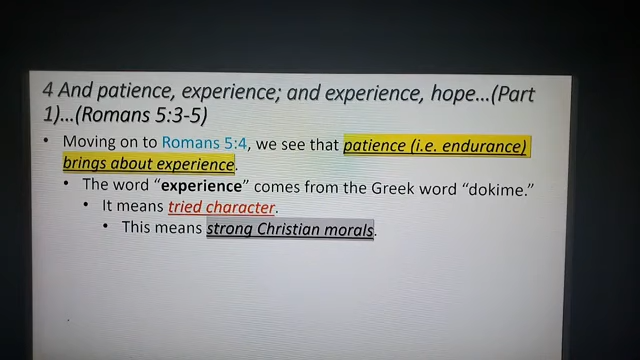 4 And patience, experience; and experience, hope…(Part
1)…(Romans 5:3-5)
• Moving on to Romans 5:4, we see that patience (i.e. endurance)
brings about experience.
• The word “experience” comes from the Greek word “dokime.”
• It means tried character.
• This means strong Christian morals.